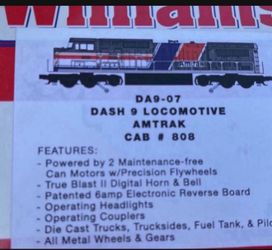 Williams
AMTRAK
DA9-07
DASH 9 LOCOMOTIVE
AMTRAK
CAB # 808
FEATURES:
- Powered by 2 Maintenance-free
Can Motors w/Precision Flywheels
- True Blast II Digital Horn & Bell
- Patented 6amp Electronic Reverse Board
- Operating Headlights
- Operating Couplers
- Die Cast Trucks, Trucksides, Fuel Tank, & Pil
- All Metal Wheels & Gears